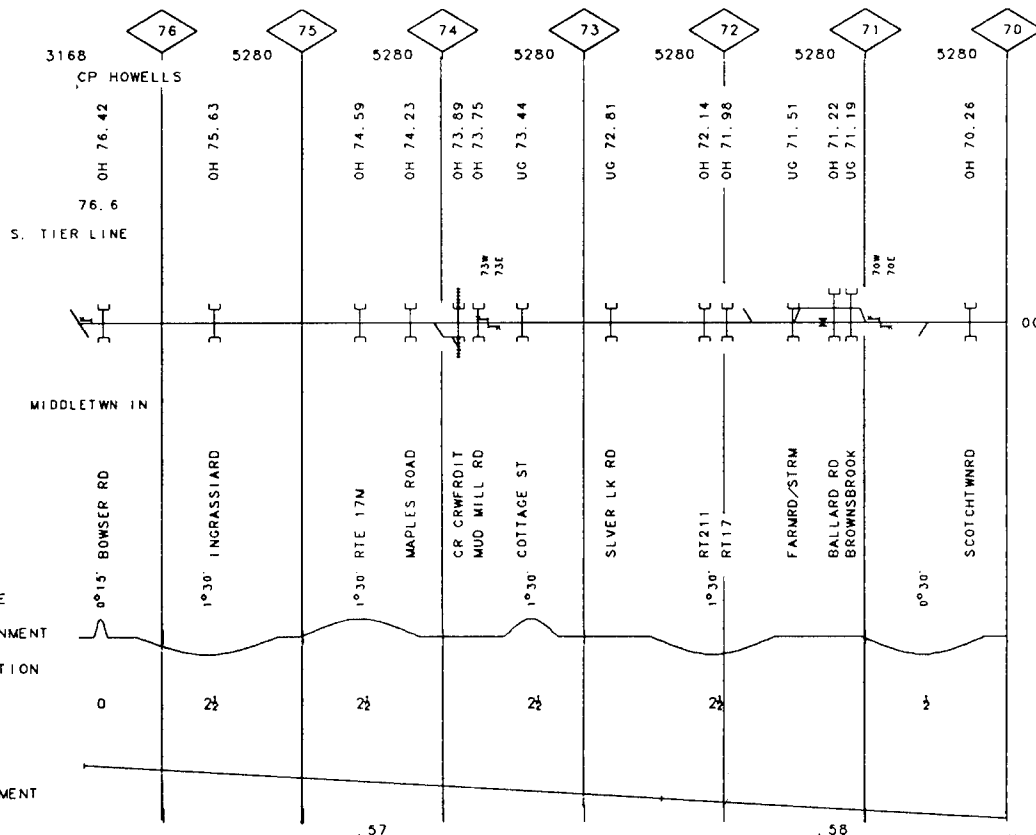 76 75 74 73 72 71 70
3168 5280 5280 5280 5280 5280
CP HOWELLS
OH 76.42
OH 75.63
OH 74.59
OH 74.23
OH 73.89
OH 73.75
UG 73.44
UG 72.81
OH 72.14
OH 71.98
UG 71.51
OH 71.22
UG 71.19
OH 70.26
76.6
S. TIER LINE
73W
73E
70W
70E
MIDDLETWN IN
BOWSER RD
INGRASSIARD
RTE 17M
MAPLES ROAD
CR CRWFRDIT
MUD MILL RD
COTTAGE ST
SLVER LK RD
RT211
RT17
FARMRD/STRM
BALLARD RD
BROWNSBROOK
SCOTCHTWNRD
0°15' 1°30' 1°30' 1°30' 1°30' 0°30'
NMENT
TION
0 2½ 2½ 2½ 2½ ½
MENT
.57 .58